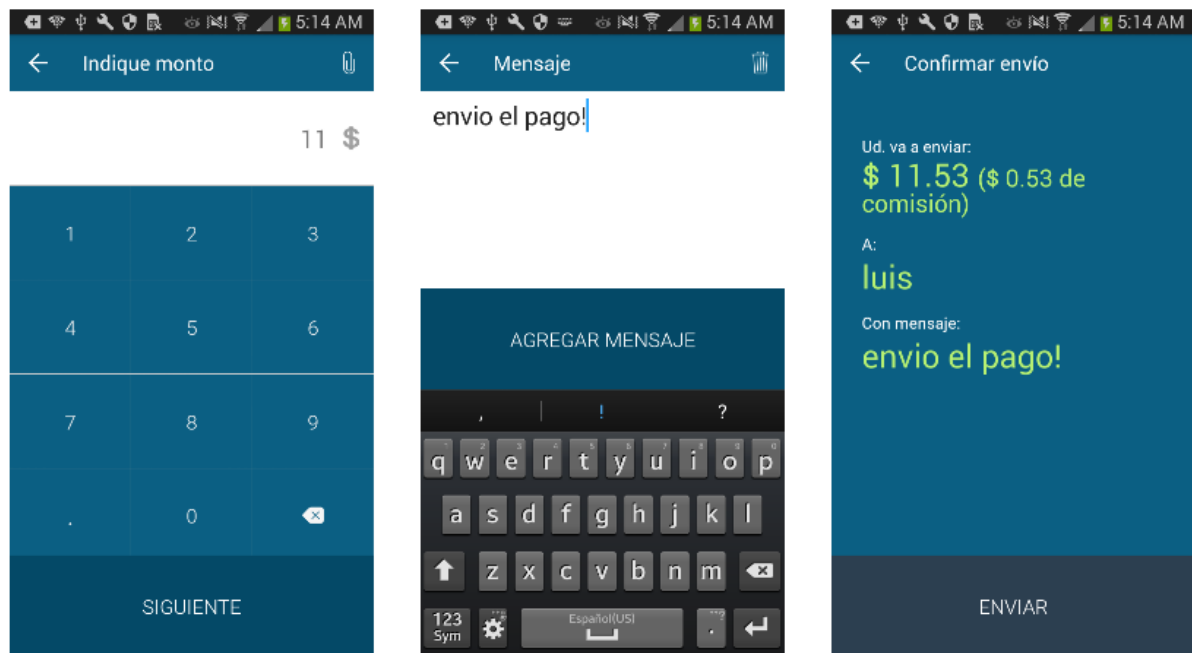 5:14 AM
Indique monto
11 $
1 2 3
4 5 6
7 8 9
. 0
SIGUIENTE
5:14 AM
Mensaje
envio el pago!
AGREGAR MENSAJE
, ! ?
q w e r t y u i o p
a s d f g h j k l
z x c v b n m
123
Sym
Español(US)
.
5:14 AM
Confirmar envío
Ud. va a enviar:
$ 11.53 ($ 0.53 de
comisión)
A:
luis
Con mensaje:
envio el pago!
ENVIAR